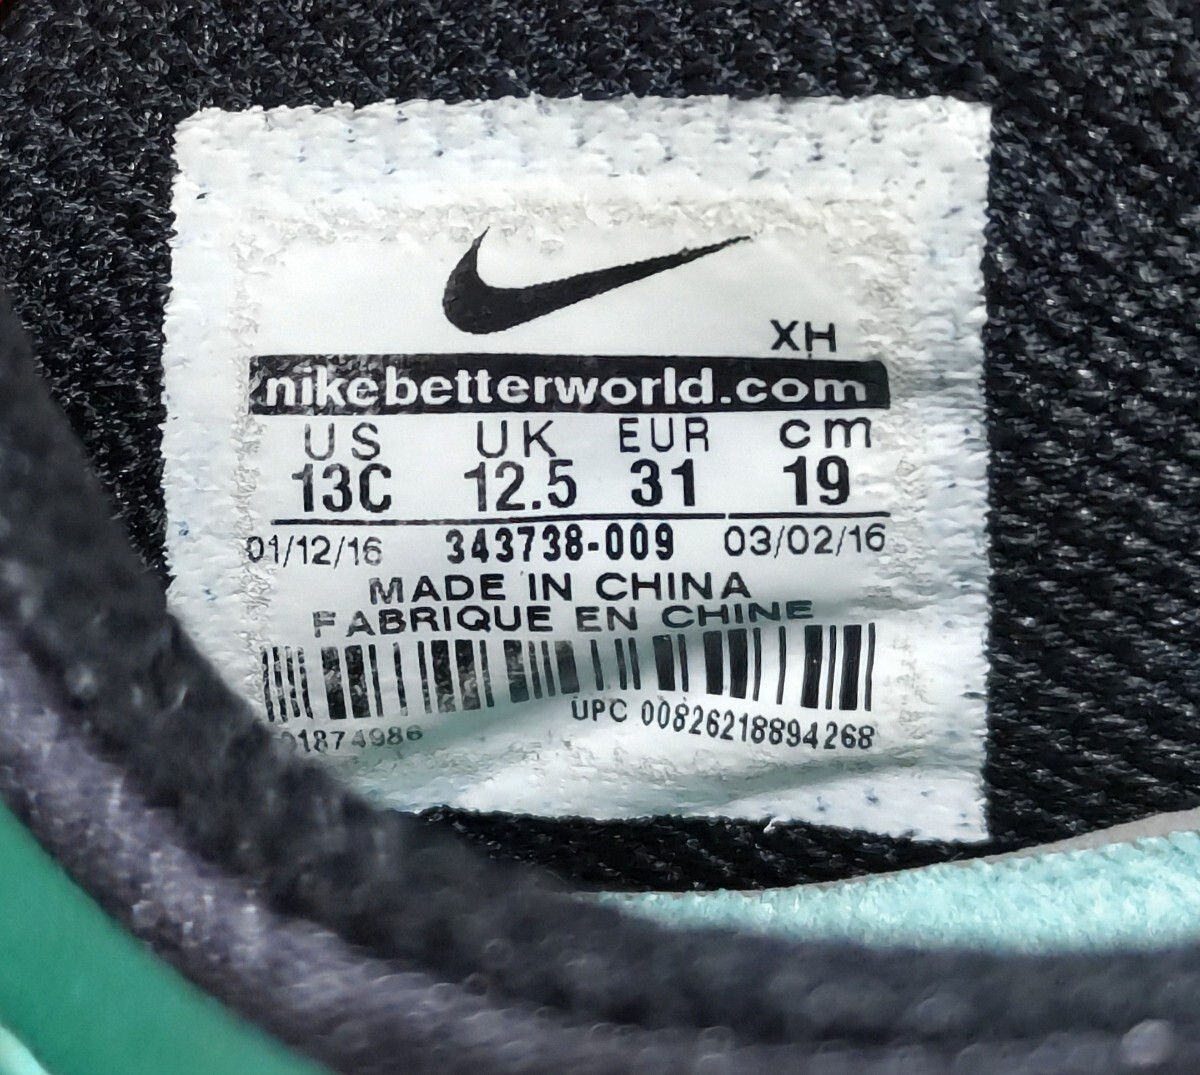 XH
nikebetterworld.com
US UK EUR cm
13C 12.5 31 19
01/12/16 343738-009 03/02/16
MADE IN CHINA
FABRIQUE EN CHINE
UPC 00826218894268